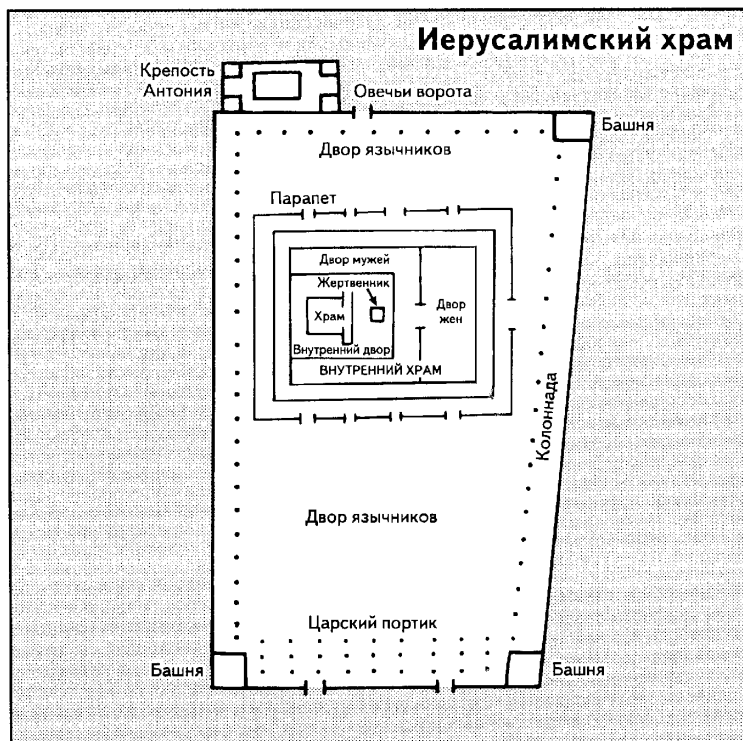 Иерусалимский храм
Крепость
Антония
Овечьи ворота
Башня
Двор язычников
Парапет
Двор мужей
Жертвенник
Храм
Двор
жен
Внутренний двор
ВНУТРЕННИЙ ХРАМ
Колоннада
Двор язычников
Царский портик
Башня
Башня